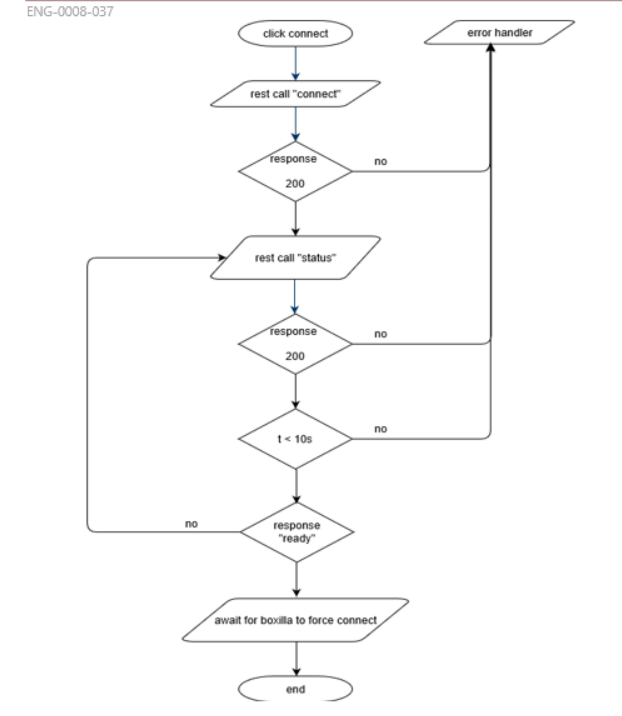 ENG-0008-037
click connect
error handler
rest call "connect"
response
200
no
rest call "status"
response
200
no
t < 10s
no
response
"ready"
no
await for boxilla to force connect
end